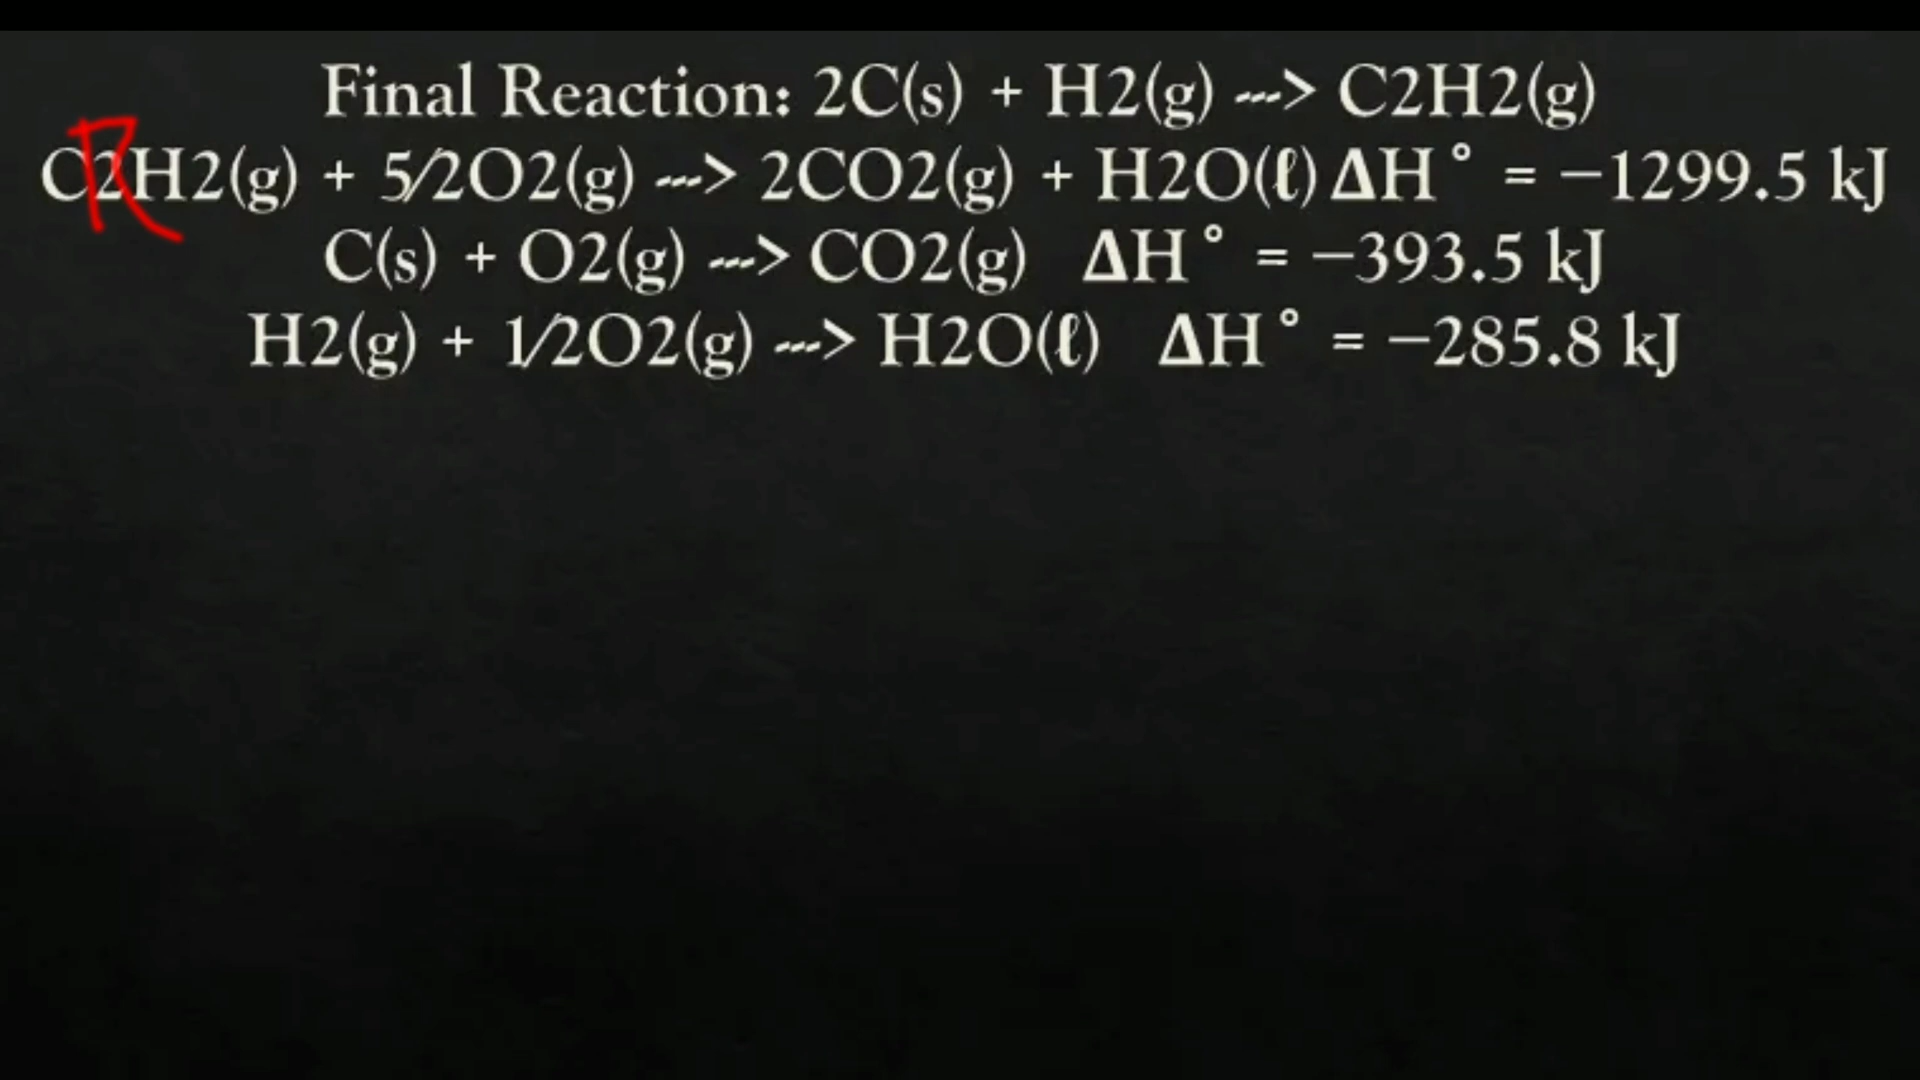 Final Reaction: 2C(s) + H2(g) ---> C2H2(g)
R
C2H2(g) + 5⁄2O2(g) ---> 2CO2(g) + H2O(ℓ) ΔH° = −1299.5 kJ
C(s) + O2(g) ---> CO2(g) ΔH° = −393.5 kJ
H2(g) + 1⁄2O2(g) ---> H2O(ℓ) ΔH° = −285.8 kJ